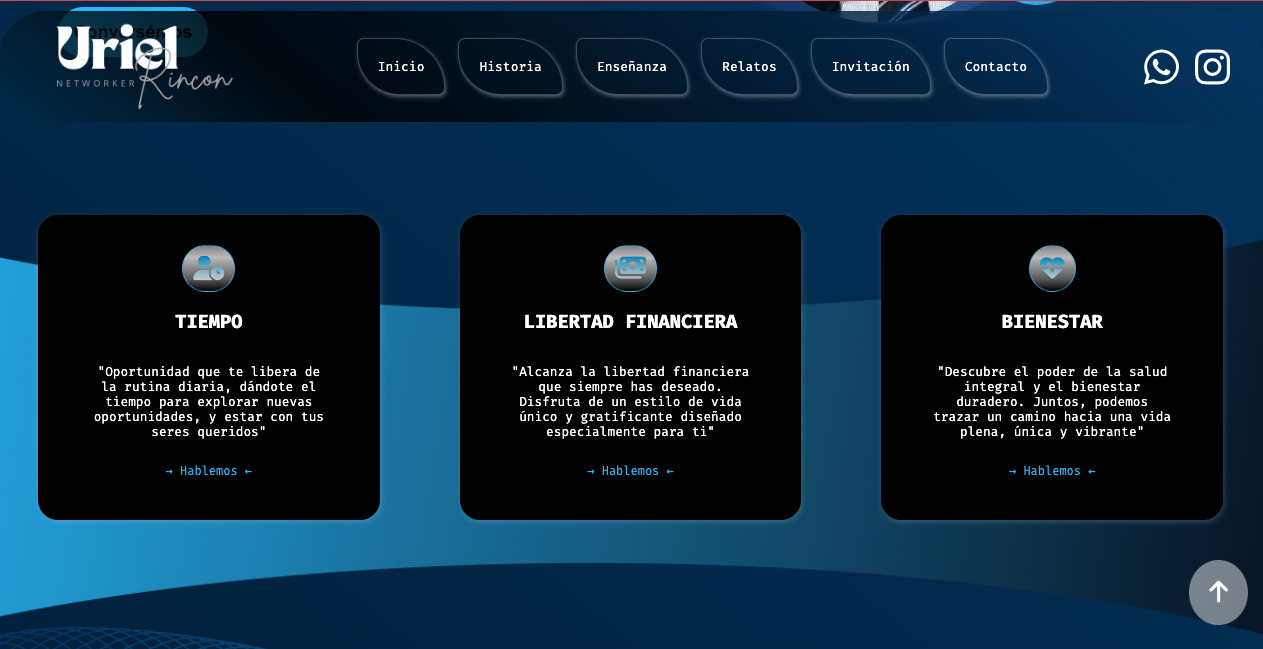 Uriel
NETWORKER Rincon
Inicio
Historia
Enseñanza
Relatos
Invitación
Contacto
TIEMPO
"Oportunidad que te libera de
la rutina diaria, dándote el
tiempo para explorar nuevas
oportunidades, y estar con tus
seres queridos"
→ Hablemos ←
LIBERTAD FINANCIERA
"Alcanza la libertad financiera
que siempre has deseado.
Disfruta de un estilo de vida
único y gratificante diseñado
especialmente para ti"
→ Hablemos ←
BIENESTAR
"Descubre el poder de la salud
integral y el bienestar
duradero. Juntos, podemos
trazar un camino hacia una vida
plena, única y vibrante"
→ Hablemos ←